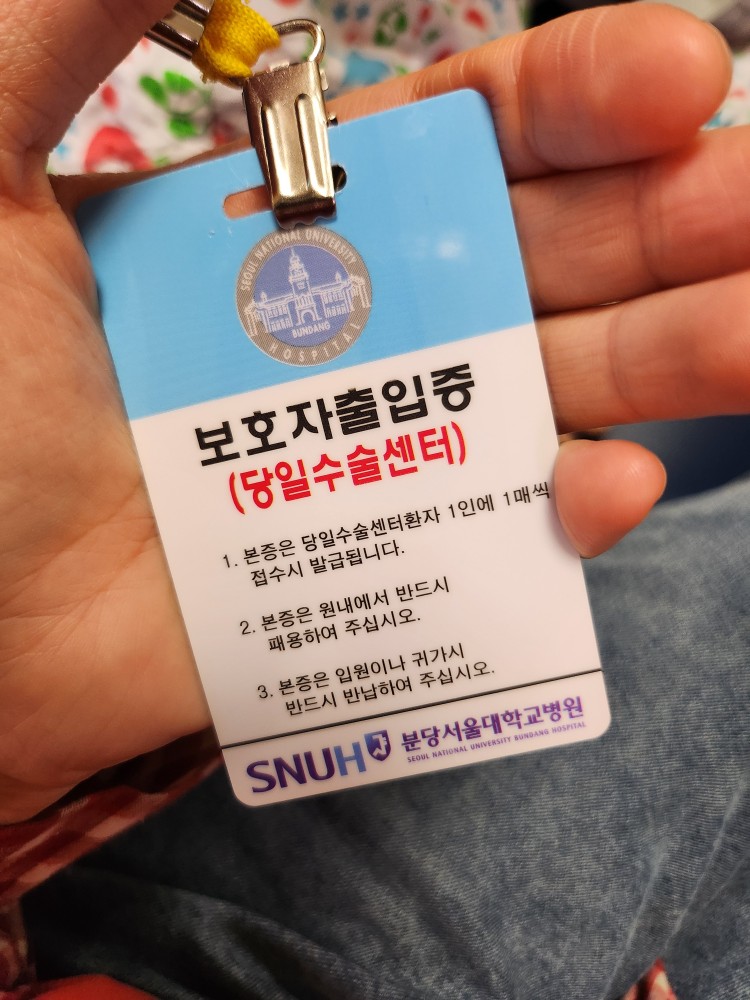 SEOUL NATIONAL UNIVERSITY
BUNDANG
HOSPITAL
보호자출입증
(당일수술센터)
1. 본증은 당일수술센터환자 1인에 1매씩
접수시 발급됩니다.
2. 본증은 원내에서 반드시
패용하여 주십시오.
3. 본증은 입원이나 귀가시
반드시 반납하여 주십시오.
SNUH 분당서울대학교병원
SEOUL NATIONAL UNIVERSITY BUNDANG HOSPITAL